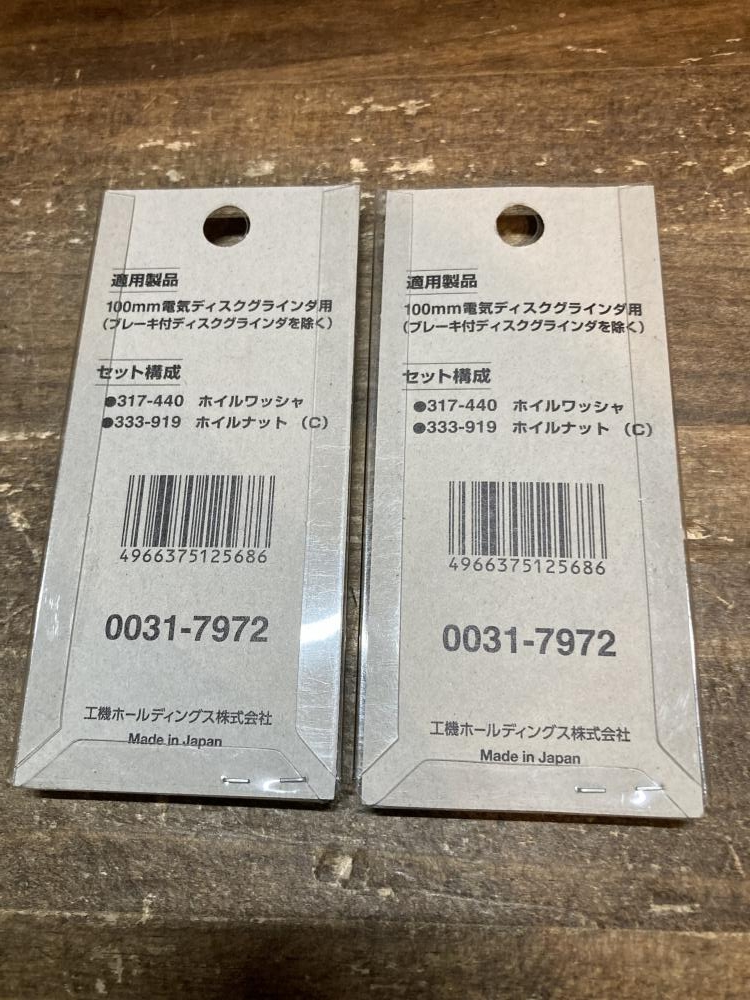 適用製品
100mm電気ディスクグラインダ用
(ブレーキ付ディスクグラインダを除く)
セット構成
●317-440 ホイルワッシャ
●333-919 ホイルナット (C)
4966375125686
0031-7972
工機ホールディングス株式会社
Made in Japan
適用製品
100mm電気ディスクグラインダ用
(ブレーキ付ディスクグラインダを除く)
セット構成
●317-440 ホイルワッシャ
●333-919 ホイルナット (C)
4966375125686
0031-7972
工機ホールディングス株式会社
Made in Japan